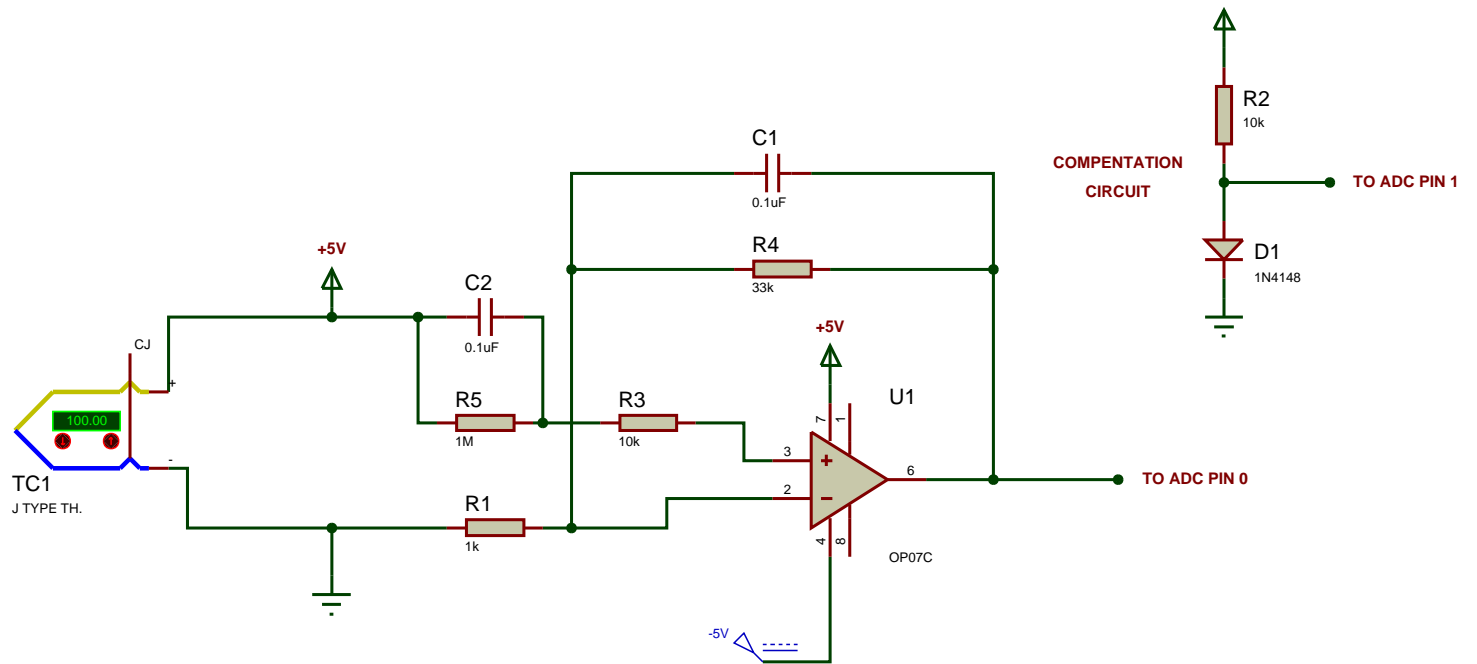 R2
10k
C1
0.1uF
COMPENTATION
CIRCUIT
TO ADC PIN 1
R4
33k
D1
1N4148
+5V
C2
0.1uF
+5V
CJ
+
100.00
-
TC1
J TYPE TH.
R5
1M
R3
10k
U1
7
1
3
+
2
−
6
4
8
OP07C
TO ADC PIN 0
R1
1k
-5V